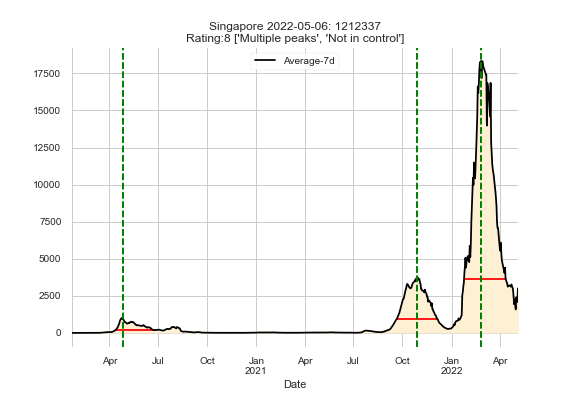 Singapore 2022-05-06: 1212337
Rating:8 ['Multiple peaks', 'Not in control']
Average-7d
17500
15000
12500
10000
7500
5000
2500
0
Apr Jul Oct Jan Apr Jul Oct Jan Apr
2021 2022
Date